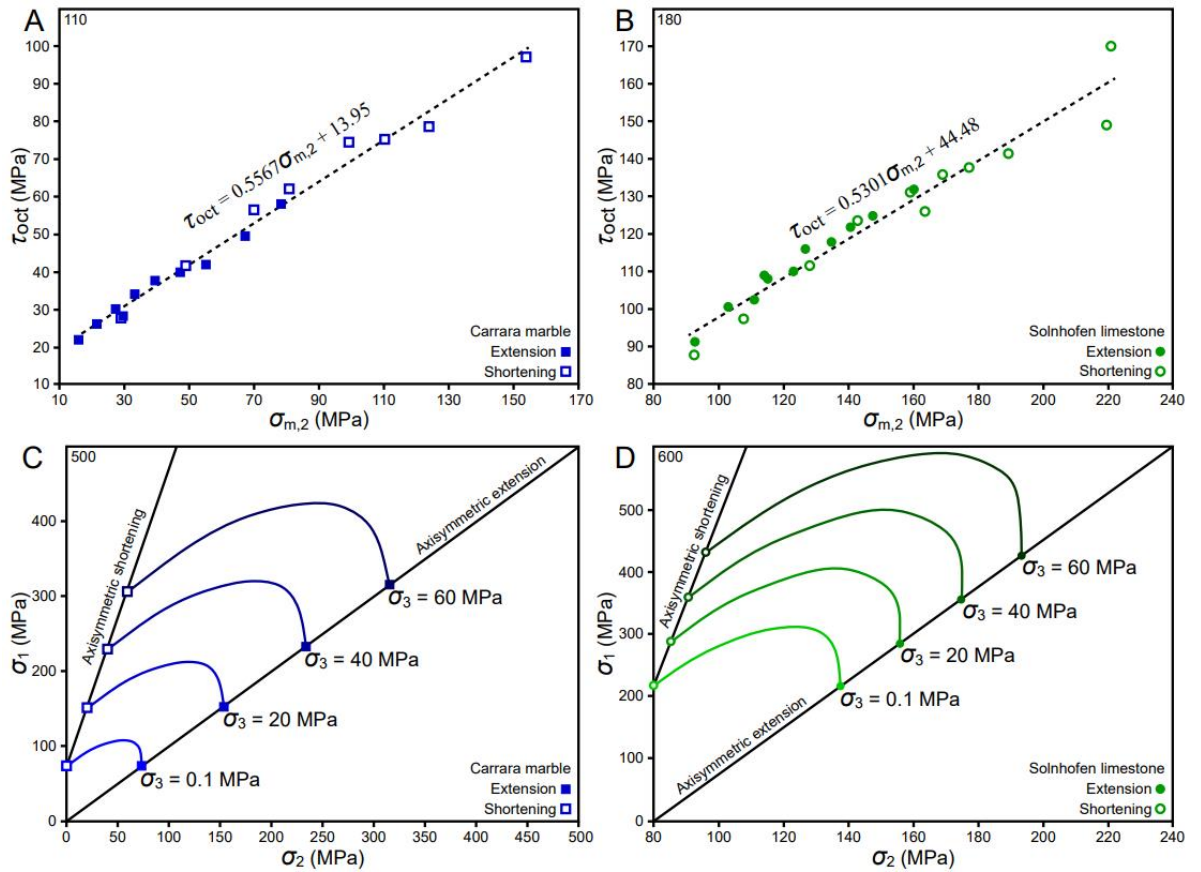 A
110
100
90
80
70
60
50
40
30
20
10
τoct (MPa)
τoct = 0.5567σm,2 + 13.95
Carrara marble
Extension
Shortening
10 30 50 70 90 110 130 150 170
σm,2 (MPa)
B
180
170
160
150
140
130
120
110
100
90
80
τoct (MPa)
τoct = 0.5301σm,2 + 44.48
Solnhofen limestone
Extension
Shortening
80 100 120 140 160 180 200 220 240
σm,2 (MPa)
C
500
400
300
200
100
0
σ1 (MPa)
Axisymmetric shortening
Axisymmetric extension
σ3 = 60 MPa
σ3 = 40 MPa
σ3 = 20 MPa
σ3 = 0.1 MPa
Carrara marble
Extension
Shortening
0 50 100 150 200 250 300 350 400 450 500
σ2 (MPa)
D
600
500
400
300
200
100
0
σ1 (MPa)
Axisymmetric shortening
σ3 = 60 MPa
σ3 = 40 MPa
σ3 = 20 MPa
σ3 = 0.1 MPa
Axisymmetric extension
Solnhofen limestone
Extension
Shortening
80 100 120 140 160 180 200 220 240
σ2 (MPa)